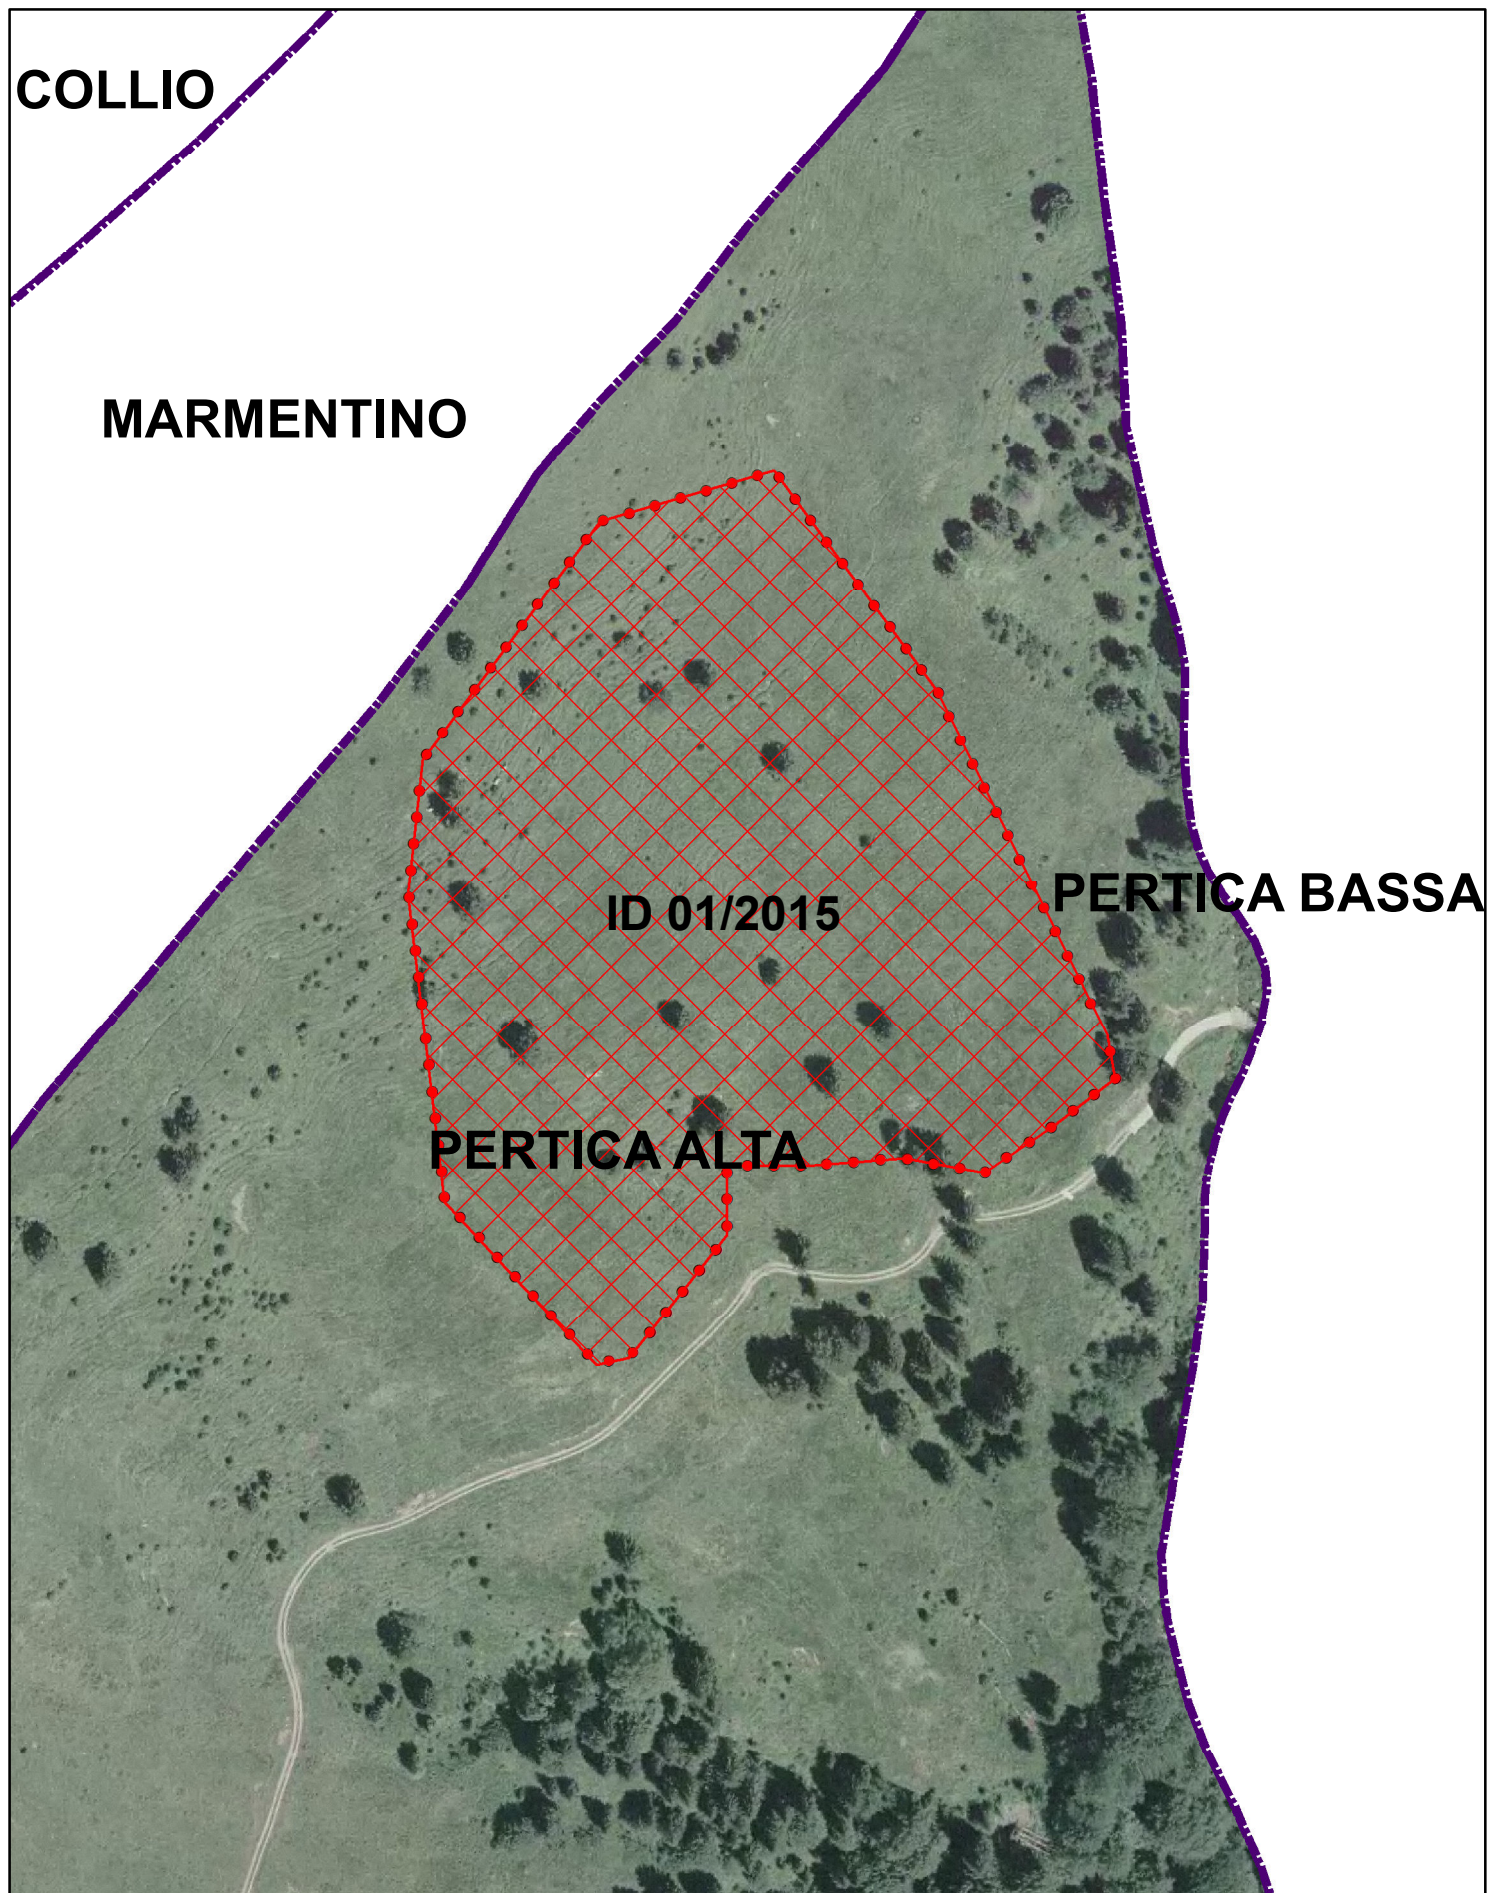 COLLIO
MARMENTINO
PERTICA BASSA
ID 01/2015
PERTICA ALTA